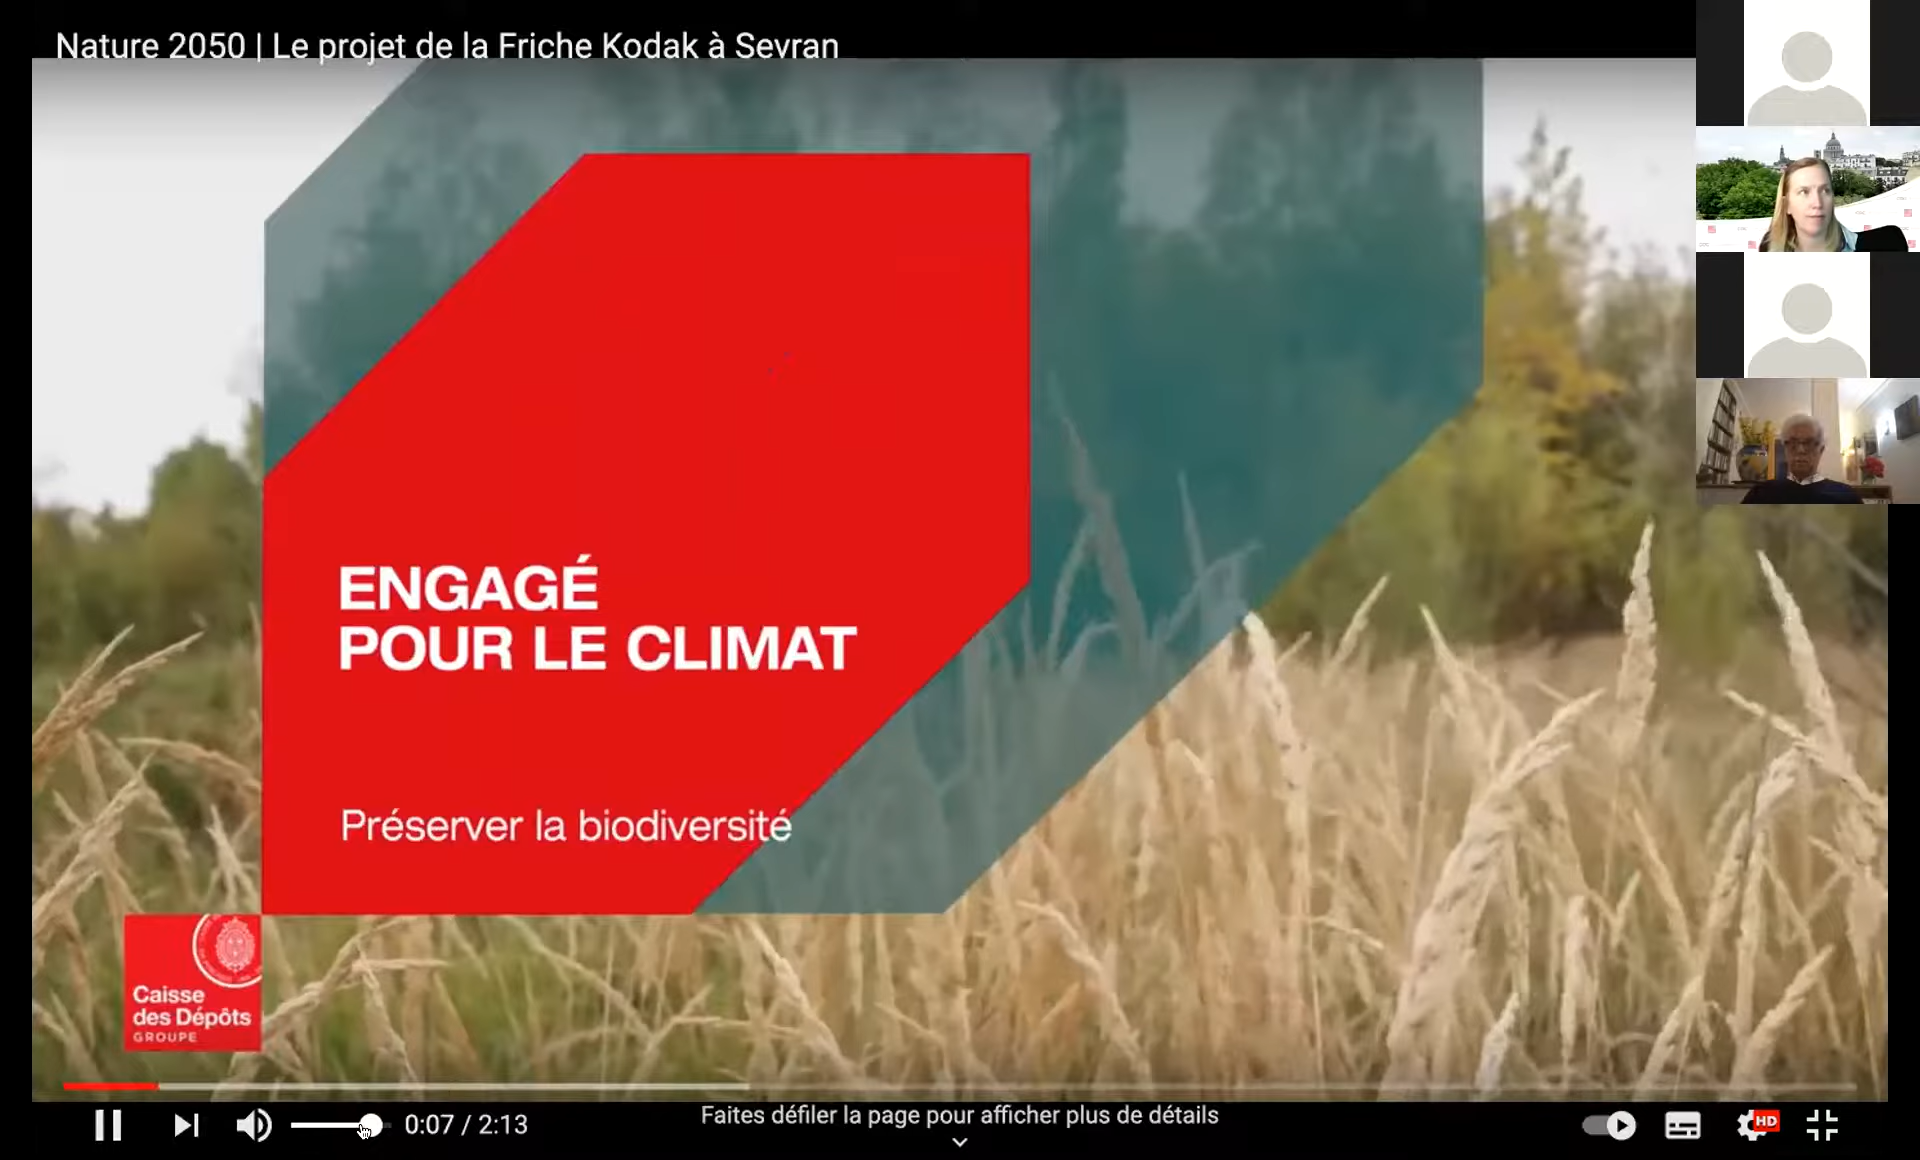 Nature 2050 | Le projet de la Friche Kodak à Sevran
ENGAGÉ
POUR LE CLIMAT
Préserver la biodiversité
Caisse
des Dépôts
GROUPE
0:07 / 2:13
Faites défiler la page pour afficher plus de détails
HD